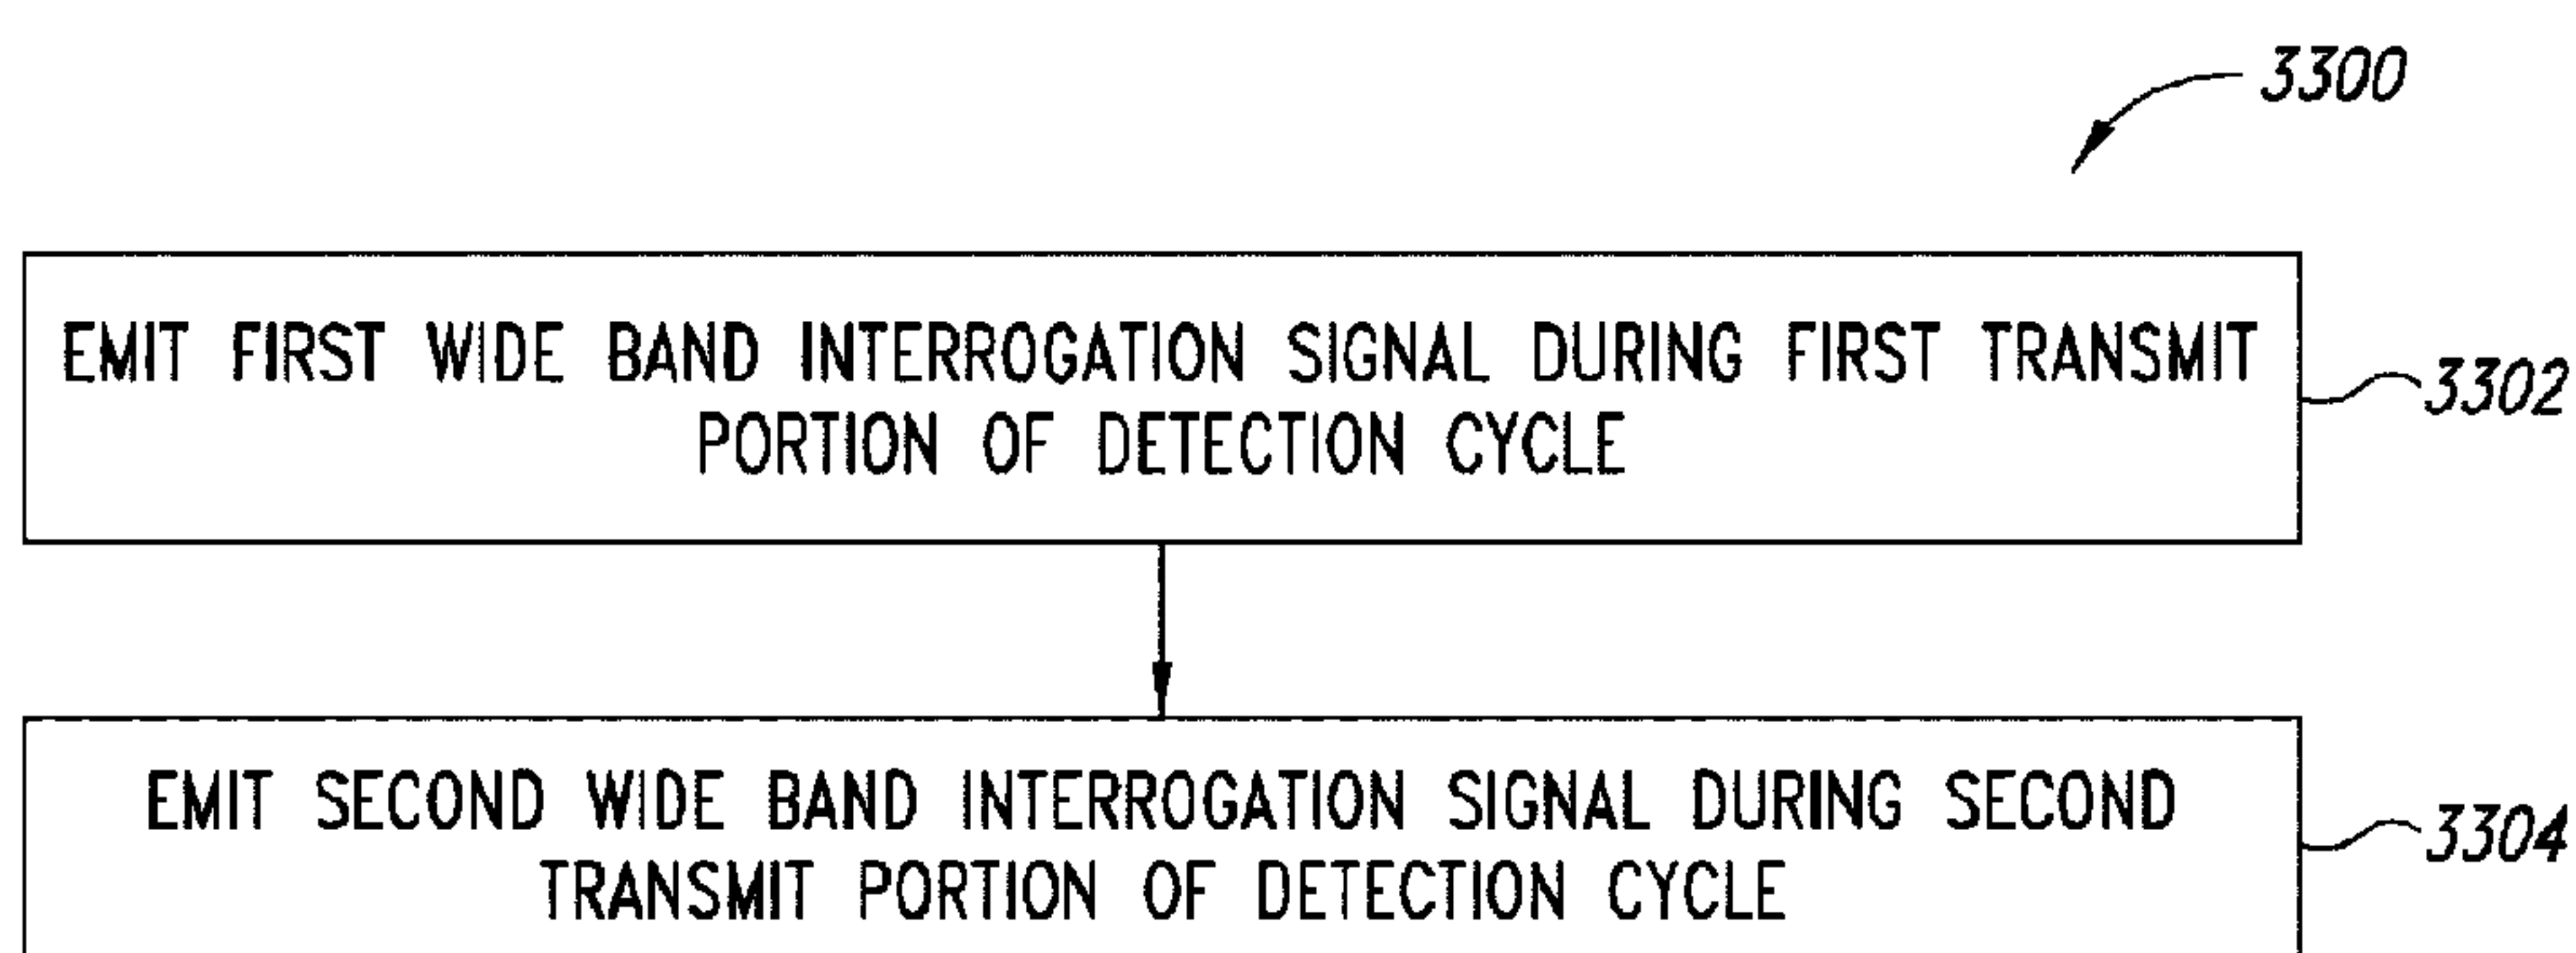 3300
EMIT FIRST WIDE BAND INTERROGATION SIGNAL DURING FIRST TRANSMIT
PORTION OF DETECTION CYCLE
3302
EMIT SECOND WIDE BAND INTERROGATION SIGNAL DURING SECOND
TRANSMIT PORTION OF DETECTION CYCLE
3304